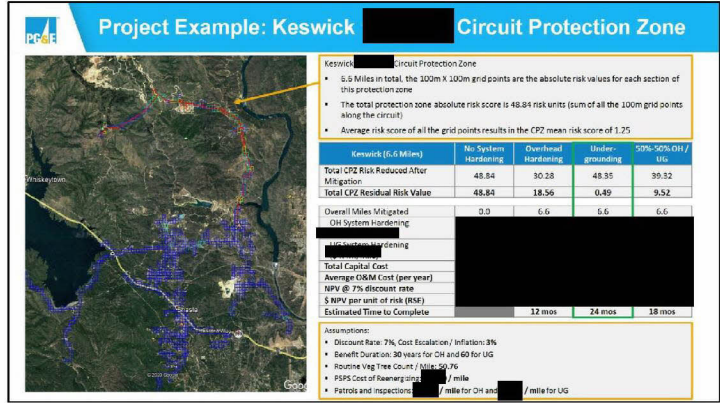 PG&E
Project Example: Keswick Circuit Protection Zone
Whiskeytown
Shasta
© 2020 Google
Goog
Keswick Circuit Protection Zone
• 6.6 Miles in total, the 100m X 100m grid points are the absolute risk values for each section of
this protection zone
• The total protection zone absolute risk score is 48.84 risk units (sum of all the 100m grid points
along the circuit)
• Average risk score of all the grid points results in the CPZ mean risk score of 1.25
Keswick (6.6 Miles) No System Hardening Overhead Hardening Under-grounding 50%-50% OH / UG
Total CPZ Risk Reduced After Mitigation 48.84 30.28 48.35 39.32
Total CPZ Residual Risk Value 48.84 18.56 0.49 9.52
Overall Miles Mitigated 0.0 6.6 6.6 6.6
OH System Hardening
UG System Hardening
Total Capital Cost
Average O&M Cost (per year)
NPV @ 7% discount rate
$ NPV per unit of risk (RSE)
Estimated Time to Complete 12 mos 24 mos 18 mos
Assumptions:
• Discount Rate: 7%, Cost Escalation / Inflation: 3%
• Benefit Duration: 30 years for OH and 60 for UG
• Routine Veg Tree Count / Mile: 50.76
• PSPS Cost of Reenergizing: / mile
• Patrols and Inspections: / mile for OH and / mile for UG